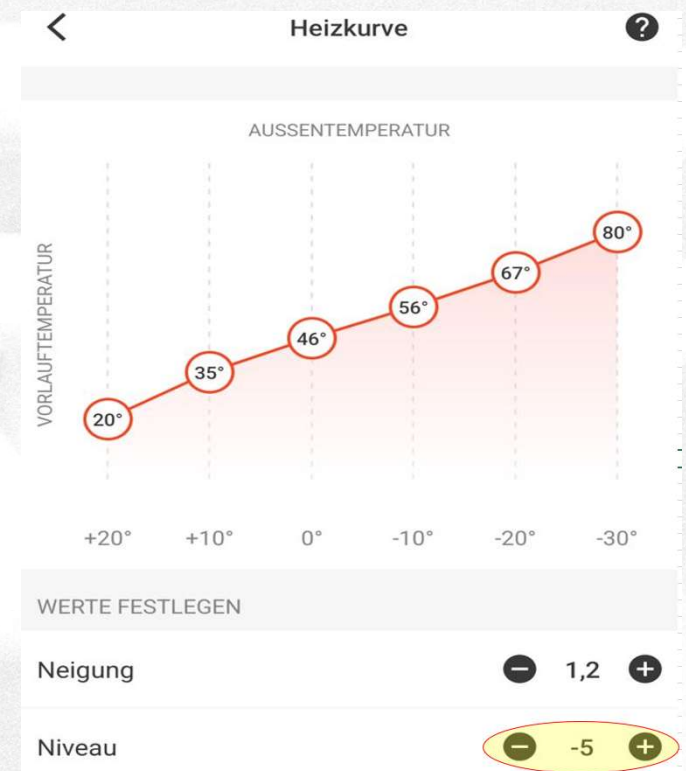 Heizkurve ?
AUSSENTEMPERATUR
VORLAUFTEMPERATUR
80°
67°
56°
46°
35°
20°
+20° +10° 0° -10° -20° -30°
WERTE FESTLEGEN
Neigung 1,2
Niveau -5